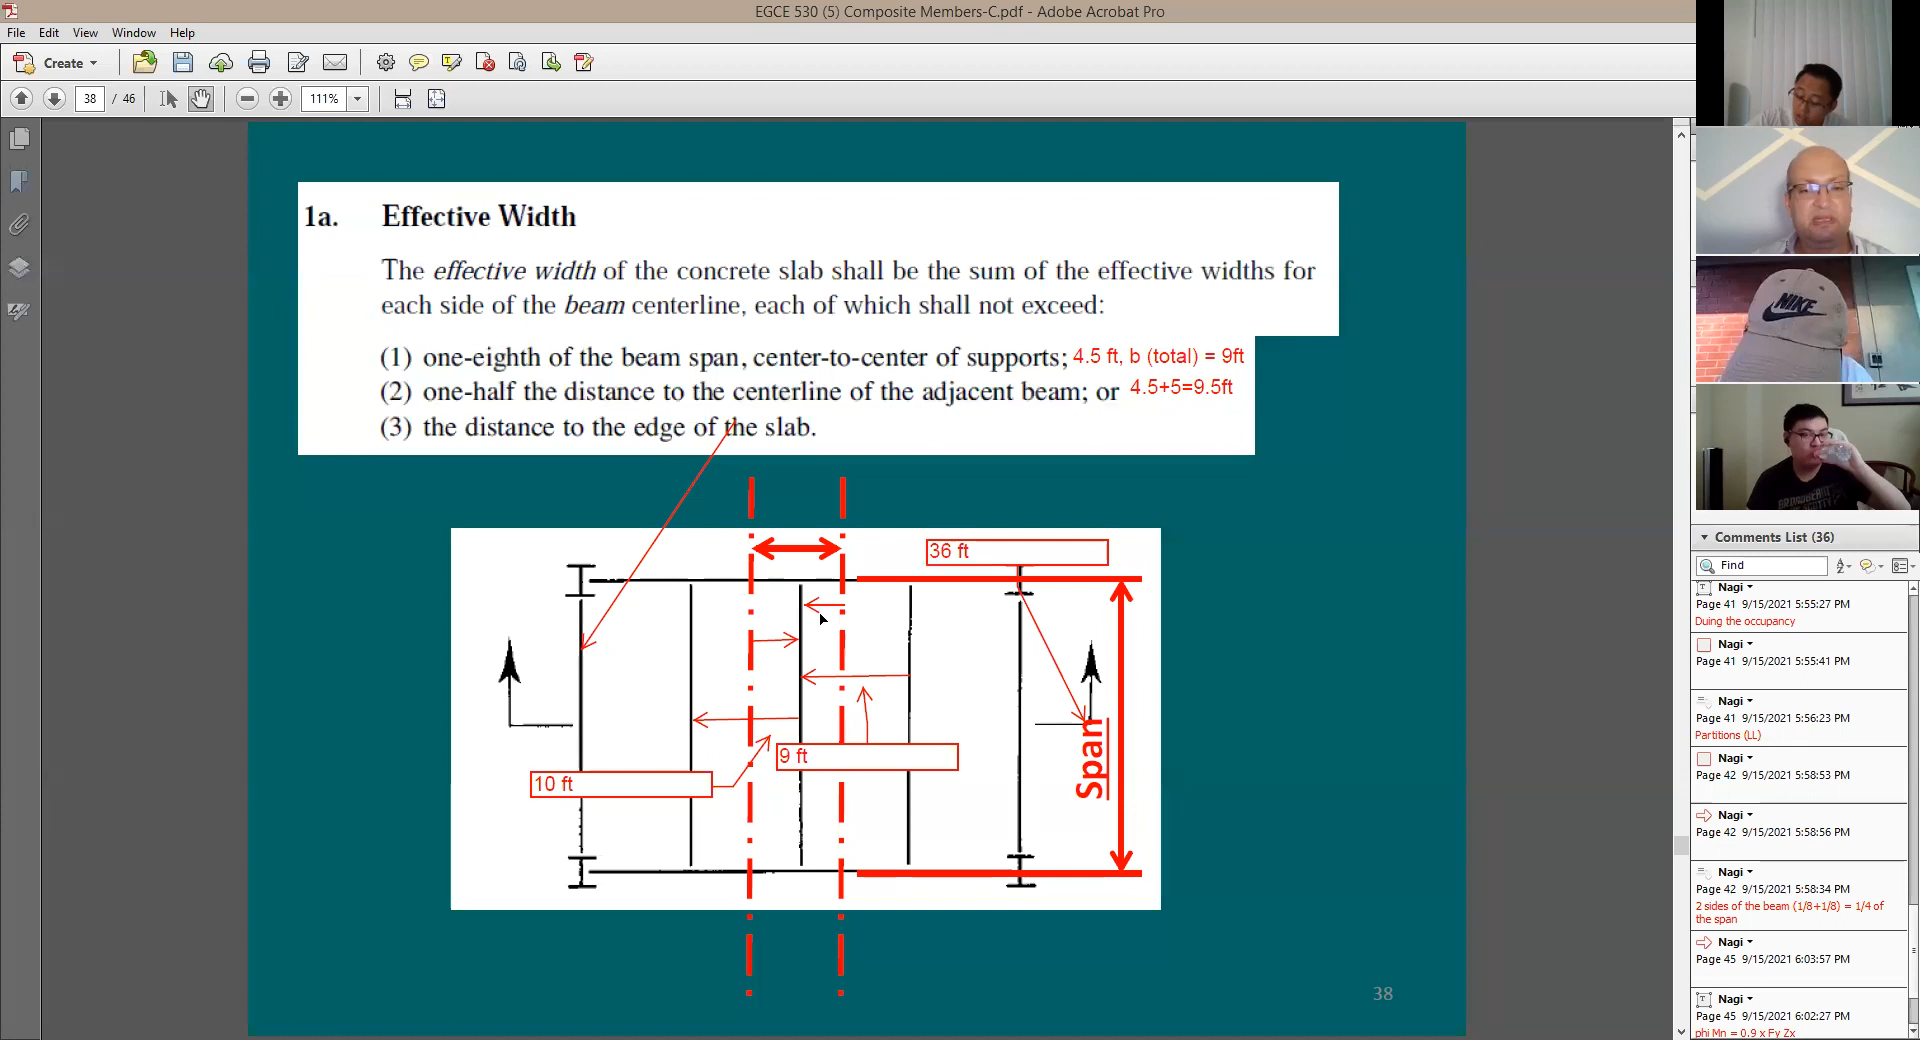 EGCE 530 (5) Composite Members-C.pdf - Adobe Acrobat Pro
File Edit View Window Help
Create
38 / 46 111%
1a. Effective Width
The effective width of the concrete slab shall be the sum of the effective widths for
each side of the beam centerline, each of which shall not exceed:
(1) one-eighth of the beam span, center-to-center of supports; 4.5 ft, b (total) = 9ft
(2) one-half the distance to the centerline of the adjacent beam; or 4.5+5=9.5ft
(3) the distance to the edge of the slab.
36 ft
Span
9 ft
10 ft
38
NIKE
Comments List (36)
Find
Nagi
Page 41 9/15/2021 5:55:27 PM
Duing the occupancy
Nagi
Page 41 9/15/2021 5:55:41 PM
Nagi
Page 41 9/15/2021 5:56:23 PM
Partitions (LL)
Nagi
Page 42 9/15/2021 5:58:53 PM
Nagi
Page 42 9/15/2021 5:58:56 PM
Nagi
Page 42 9/15/2021 5:58:34 PM
2 sides of the beam (1/8+1/8) = 1/4 of
the span
Nagi
Page 45 9/15/2021 6:03:57 PM
Nagi
Page 45 9/15/2021 6:02:27 PM
phi Mn = 0.9 x Fy Zx